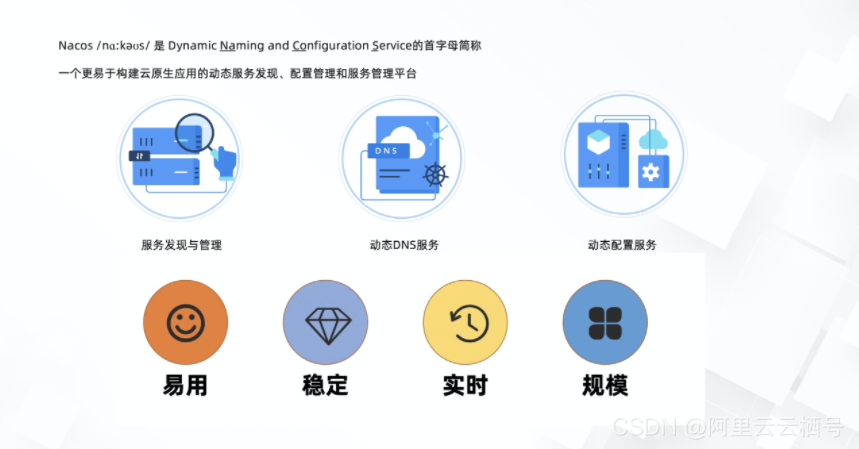 Nacos /nɑ:kəʊs/ 是 Dynamic Naming and Configuration Service的首字母简称
一个更易于构建云原生应用的动态服务发现、配置管理和服务管理平台
DNS
服务发现与管理
动态DNS服务
动态配置服务
易用
稳定
实时
规模
CSDN @阿里云云栖号